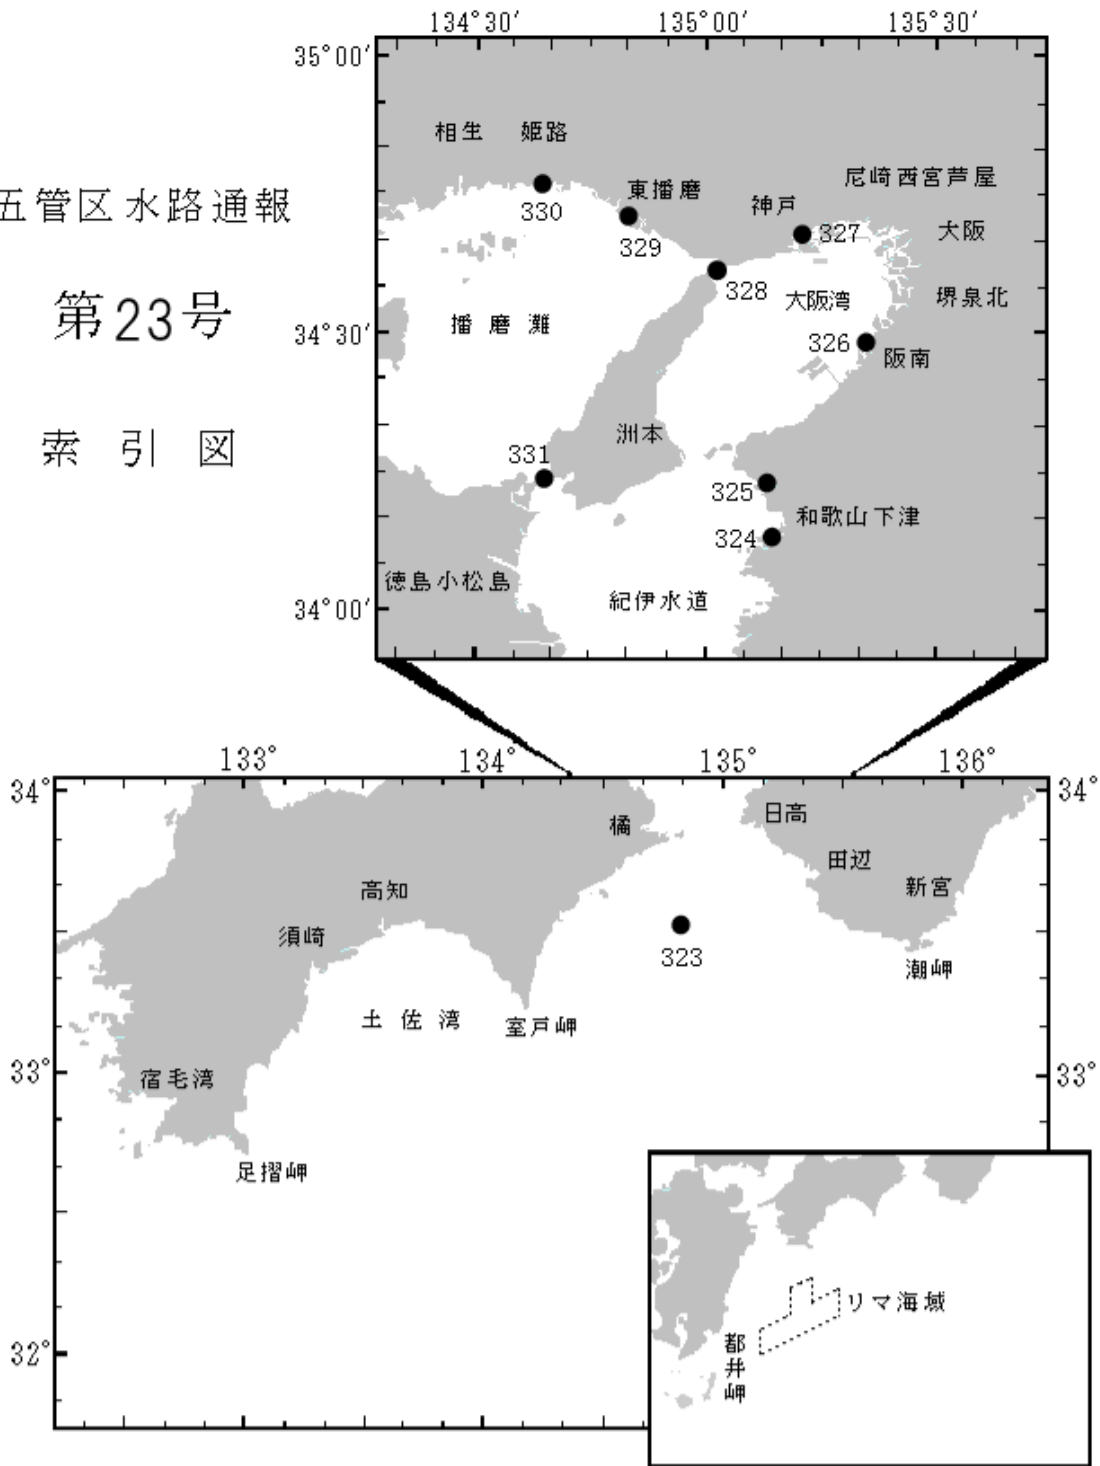 五管区水路通報
第23号
索引図
134°30′ 135°00′ 135°30′
35°00′
34°30′
34°00′
相生 姫路
尼崎西宮芦屋
東播磨
神戸
330
329
327
大阪
328
大阪湾
堺泉北
播磨灘
326
阪南
洲本
331
325
和歌山下津
324
徳島小松島
紀伊水道
133° 134° 135° 136°
34° 34°
橘
日高
田辺
高知
新宮
須崎
323
潮岬
土佐湾
室戸岬
33° 33°
宿毛湾
足摺岬
リマ海域
都井岬
32°